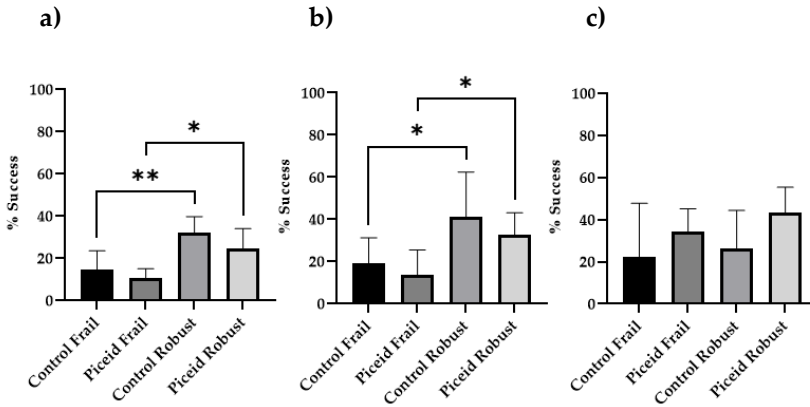 a)
% Success
100
80
60
40
20
0
*
**
Control Frail
Piceid Frail
Control Robust
Piceid Robust
b)
% Success
100
80
60
40
20
0
*
*
Control Frail
Piceid Frail
Control Robust
Piceid Robust
c)
% Success
100
80
60
40
20
0
Control Frail
Piceid Frail
Control Robust
Piceid Robust